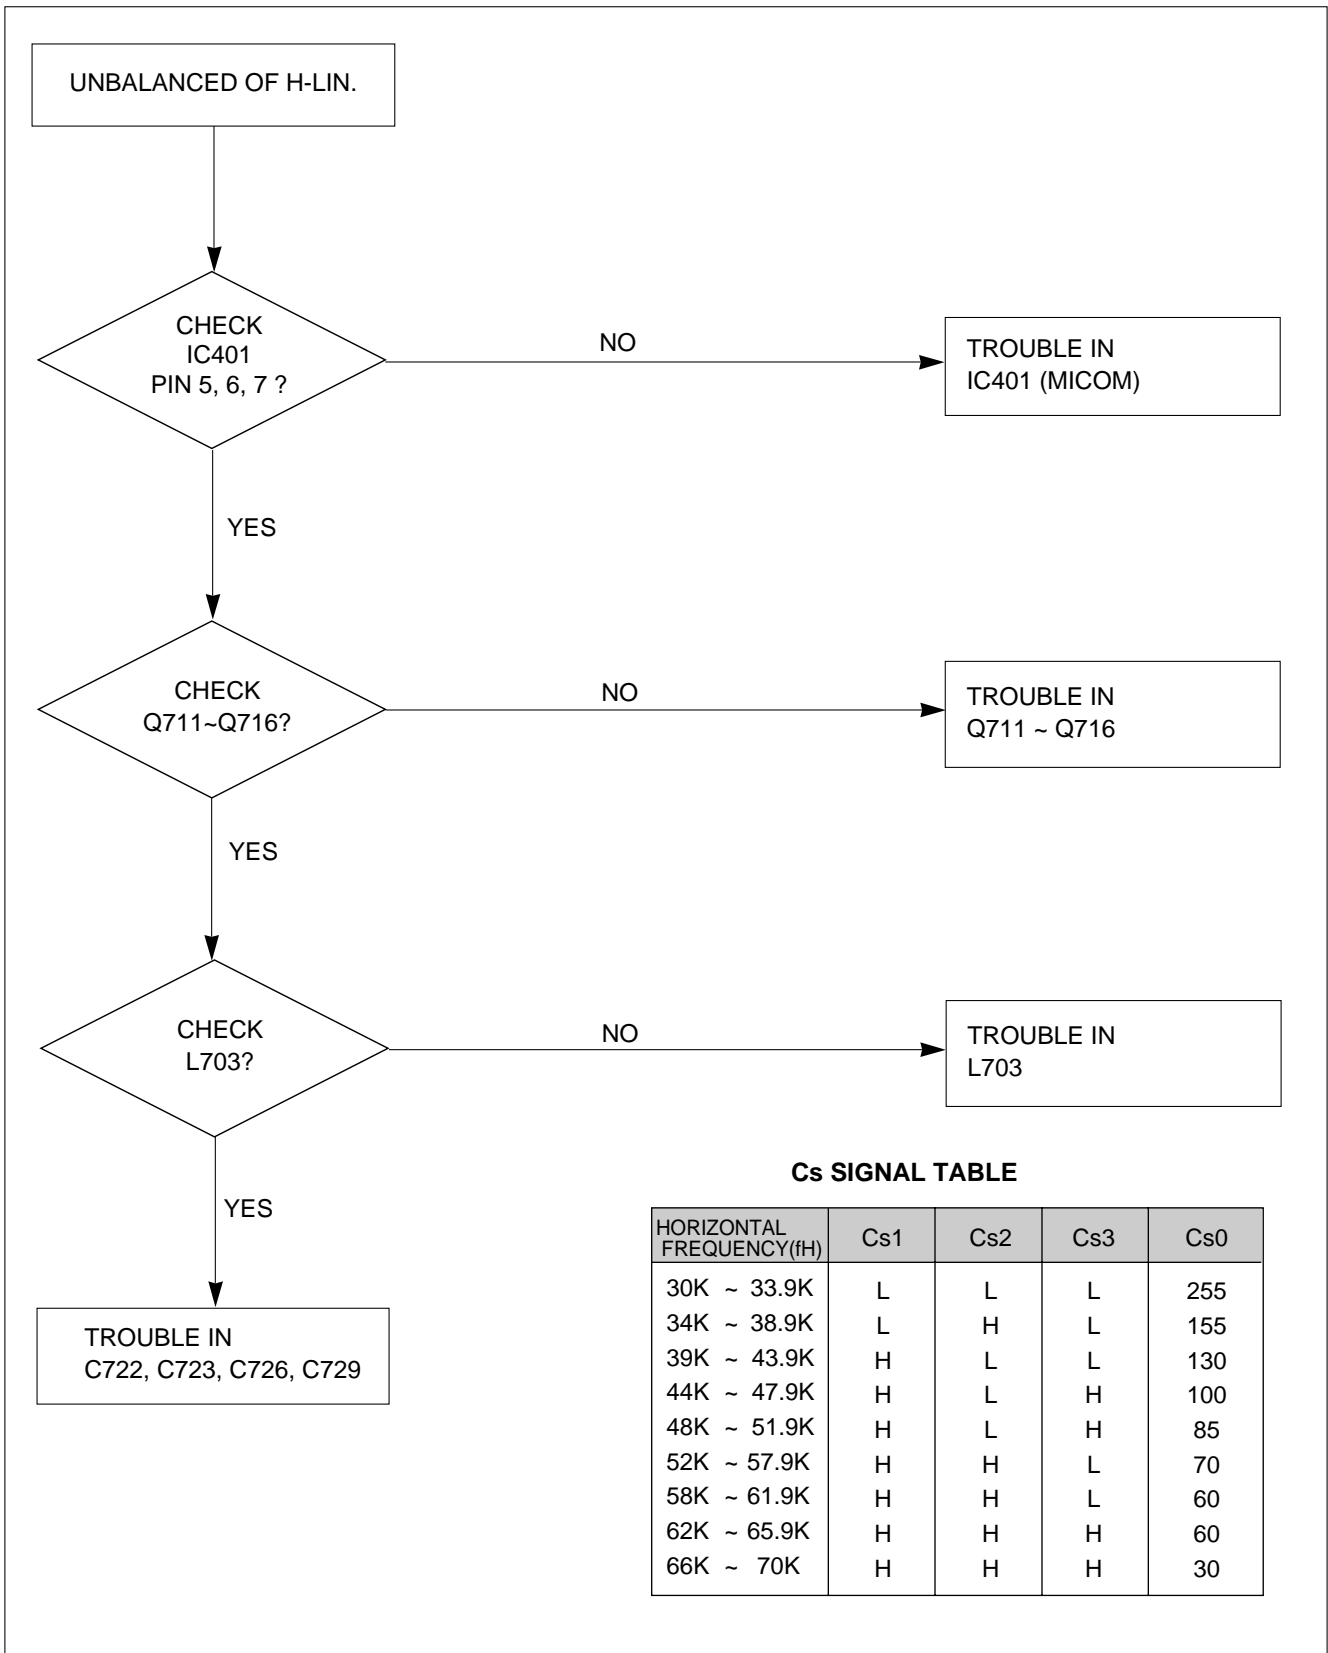 UNBALANCED OF H-LIN.
CHECK
IC401
PIN 5, 6, 7 ?
NO
TROUBLE IN
IC401 (MICOM)
YES
CHECK
Q711~Q716?
NO
TROUBLE IN
Q711 ~ Q716
YES
CHECK
L703?
NO
TROUBLE IN
L703
YES
TROUBLE IN
C722, C723, C726, C729
Cs SIGNAL TABLE
HORIZONTAL
FREQUENCY(fH) Cs1 Cs2 Cs3 Cs0
30K ~ 33.9K L L L 255
34K ~ 38.9K L H L 155
39K ~ 43.9K H L L 130
44K ~ 47.9K H L H 100
48K ~ 51.9K H L H 85
52K ~ 57.9K H H L 70
58K ~ 61.9K H H L 60
62K ~ 65.9K H H H 60
66K ~ 70K H H H 30